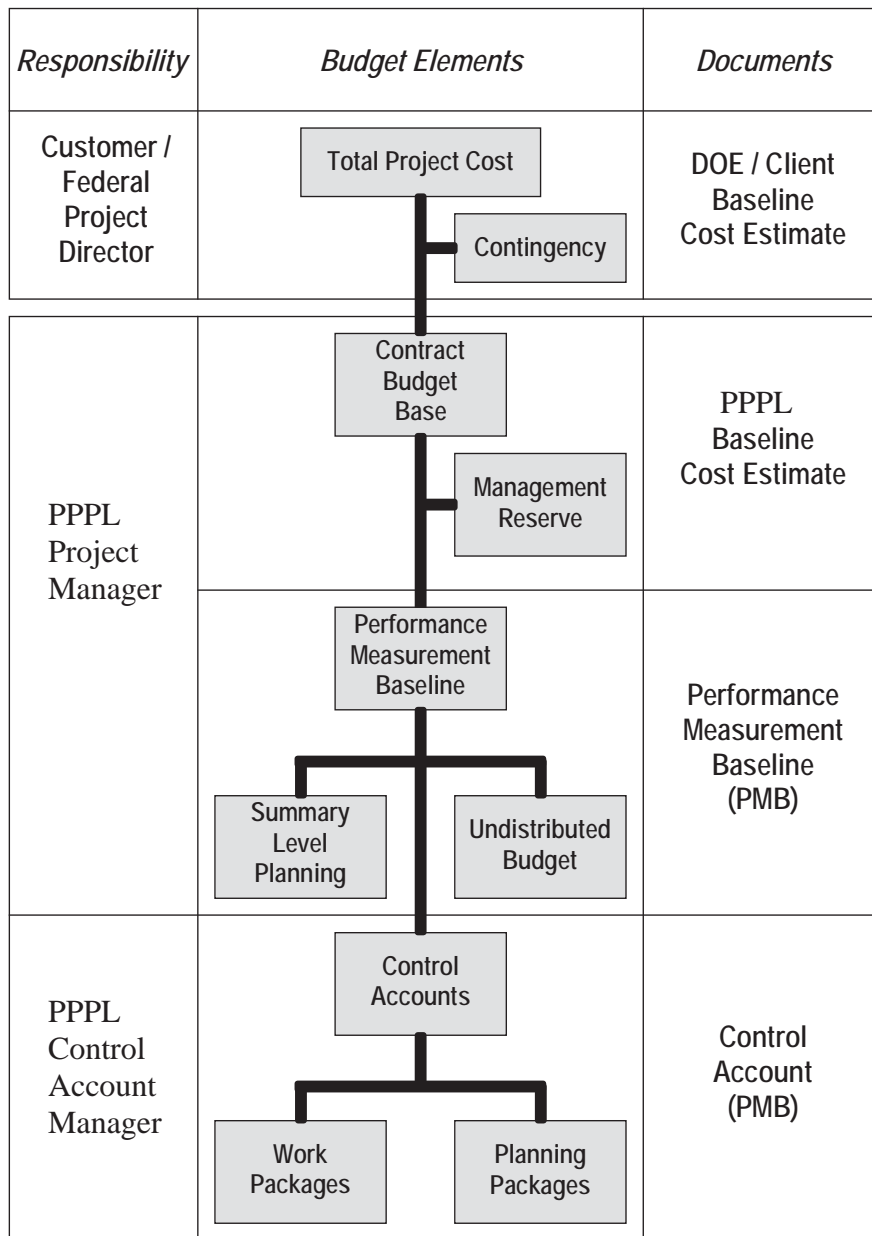 Responsibility
Budget Elements
Documents
Customer /
Federal
Project
Director
Total Project Cost
Contingency
DOE / Client
Baseline
Cost Estimate
PPPL
Project
Manager
Contract
Budget
Base
Management
Reserve
PPPL
Baseline
Cost Estimate
Performance
Measurement
Baseline
Summary
Level
Planning
Undistributed
Budget
Performance
Measurement
Baseline
(PMB)
PPPL
Control
Account
Manager
Control
Accounts
Work
Packages
Planning
Packages
Control
Account
(PMB)